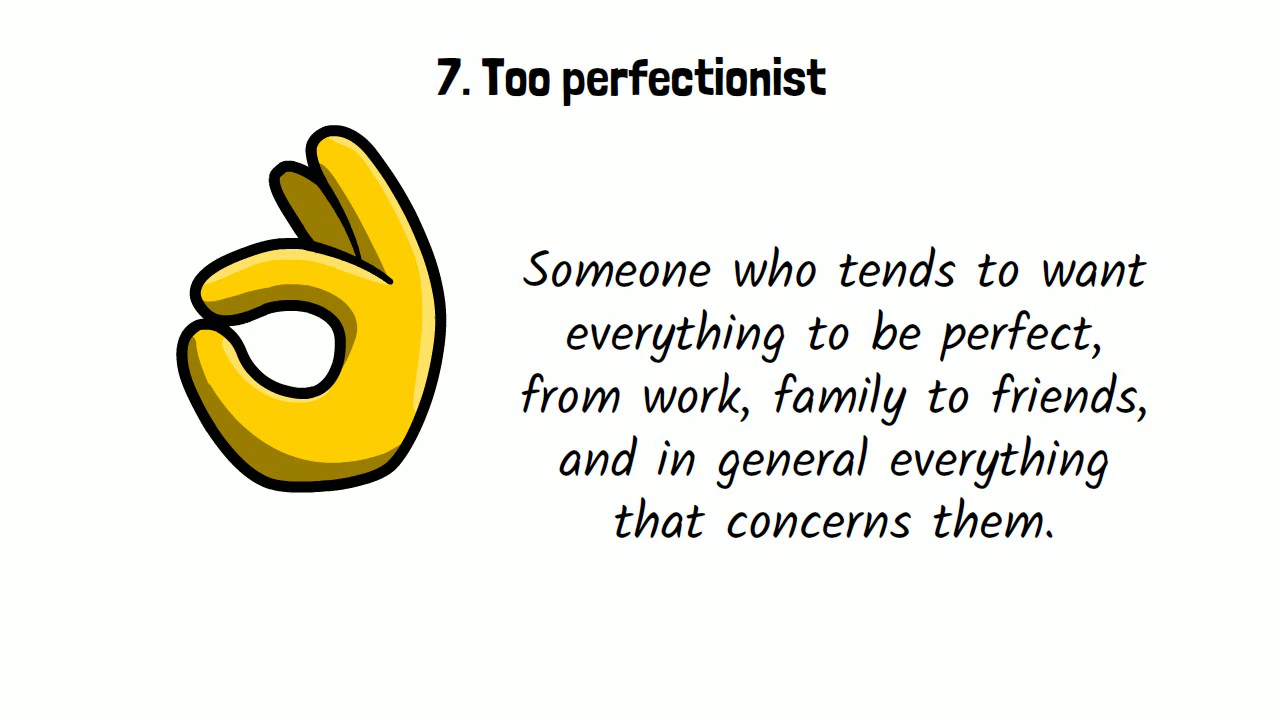 7. Too perfectionist
Someone who tends to want
everything to be perfect,
from work, family to friends,
and in general everything
that concerns them.